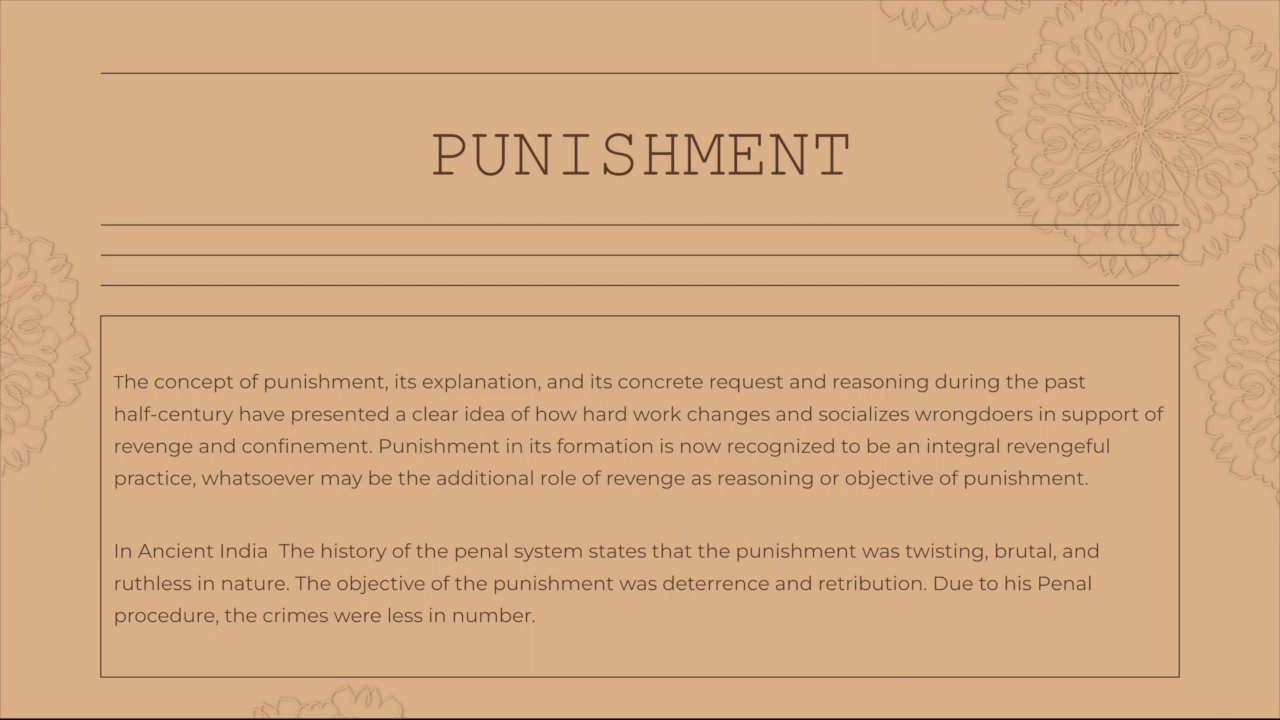 PUNISHMENT
The concept of punishment, its explanation, and its concrete request and reasoning during the past
half-century have presented a clear idea of how hard work changes and socializes wrongdoers in support of
revenge and confinement. Punishment in its formation is now recognized to be an integral revengeful
practice, whatsoever may be the additional role of revenge as reasoning or objective of punishment.
In Ancient India  The history of the penal system states that the punishment was twisting, brutal, and
ruthless in nature. The objective of the punishment was deterrence and retribution. Due to his Penal
procedure, the crimes were less in number.